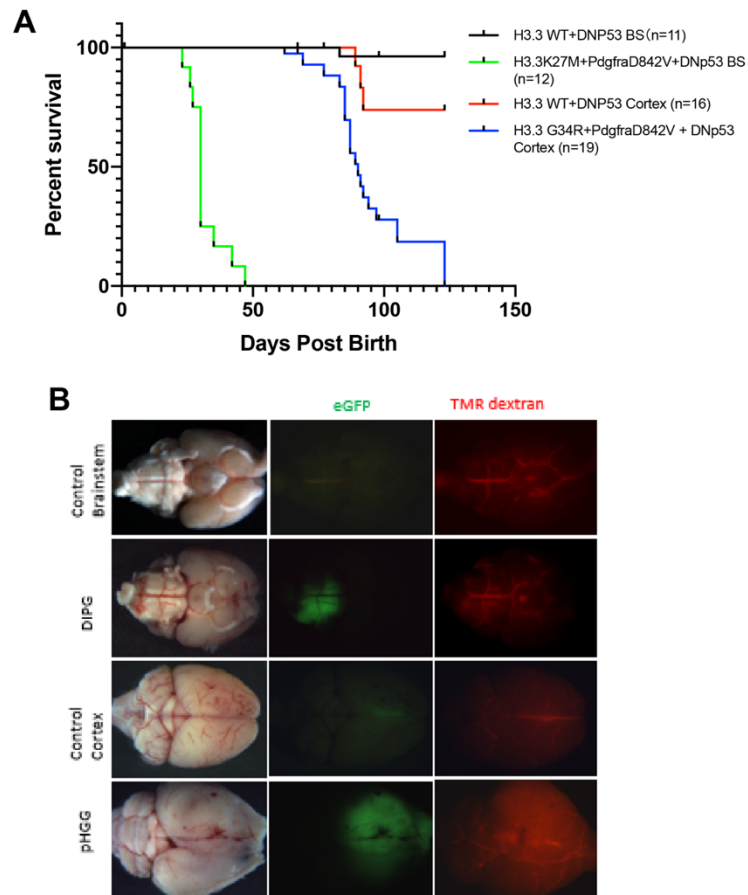 A
Percent survival
100
50
0
0
50
100
150
Days Post Birth
H3.3 WT+DNP53 BS(n=11)
H3.3K27M+PdgfraD842V+DNp53 BS
(n=12)
H3.3 WT+DNP53 Cortex (n=16)
H3.3 G34R+PdgfraD842V + DNp53
Cortex (n=19)
B
eGFP
TMR dextran
Control
Brainstem
DIPG
Control
Cortex
pHGG